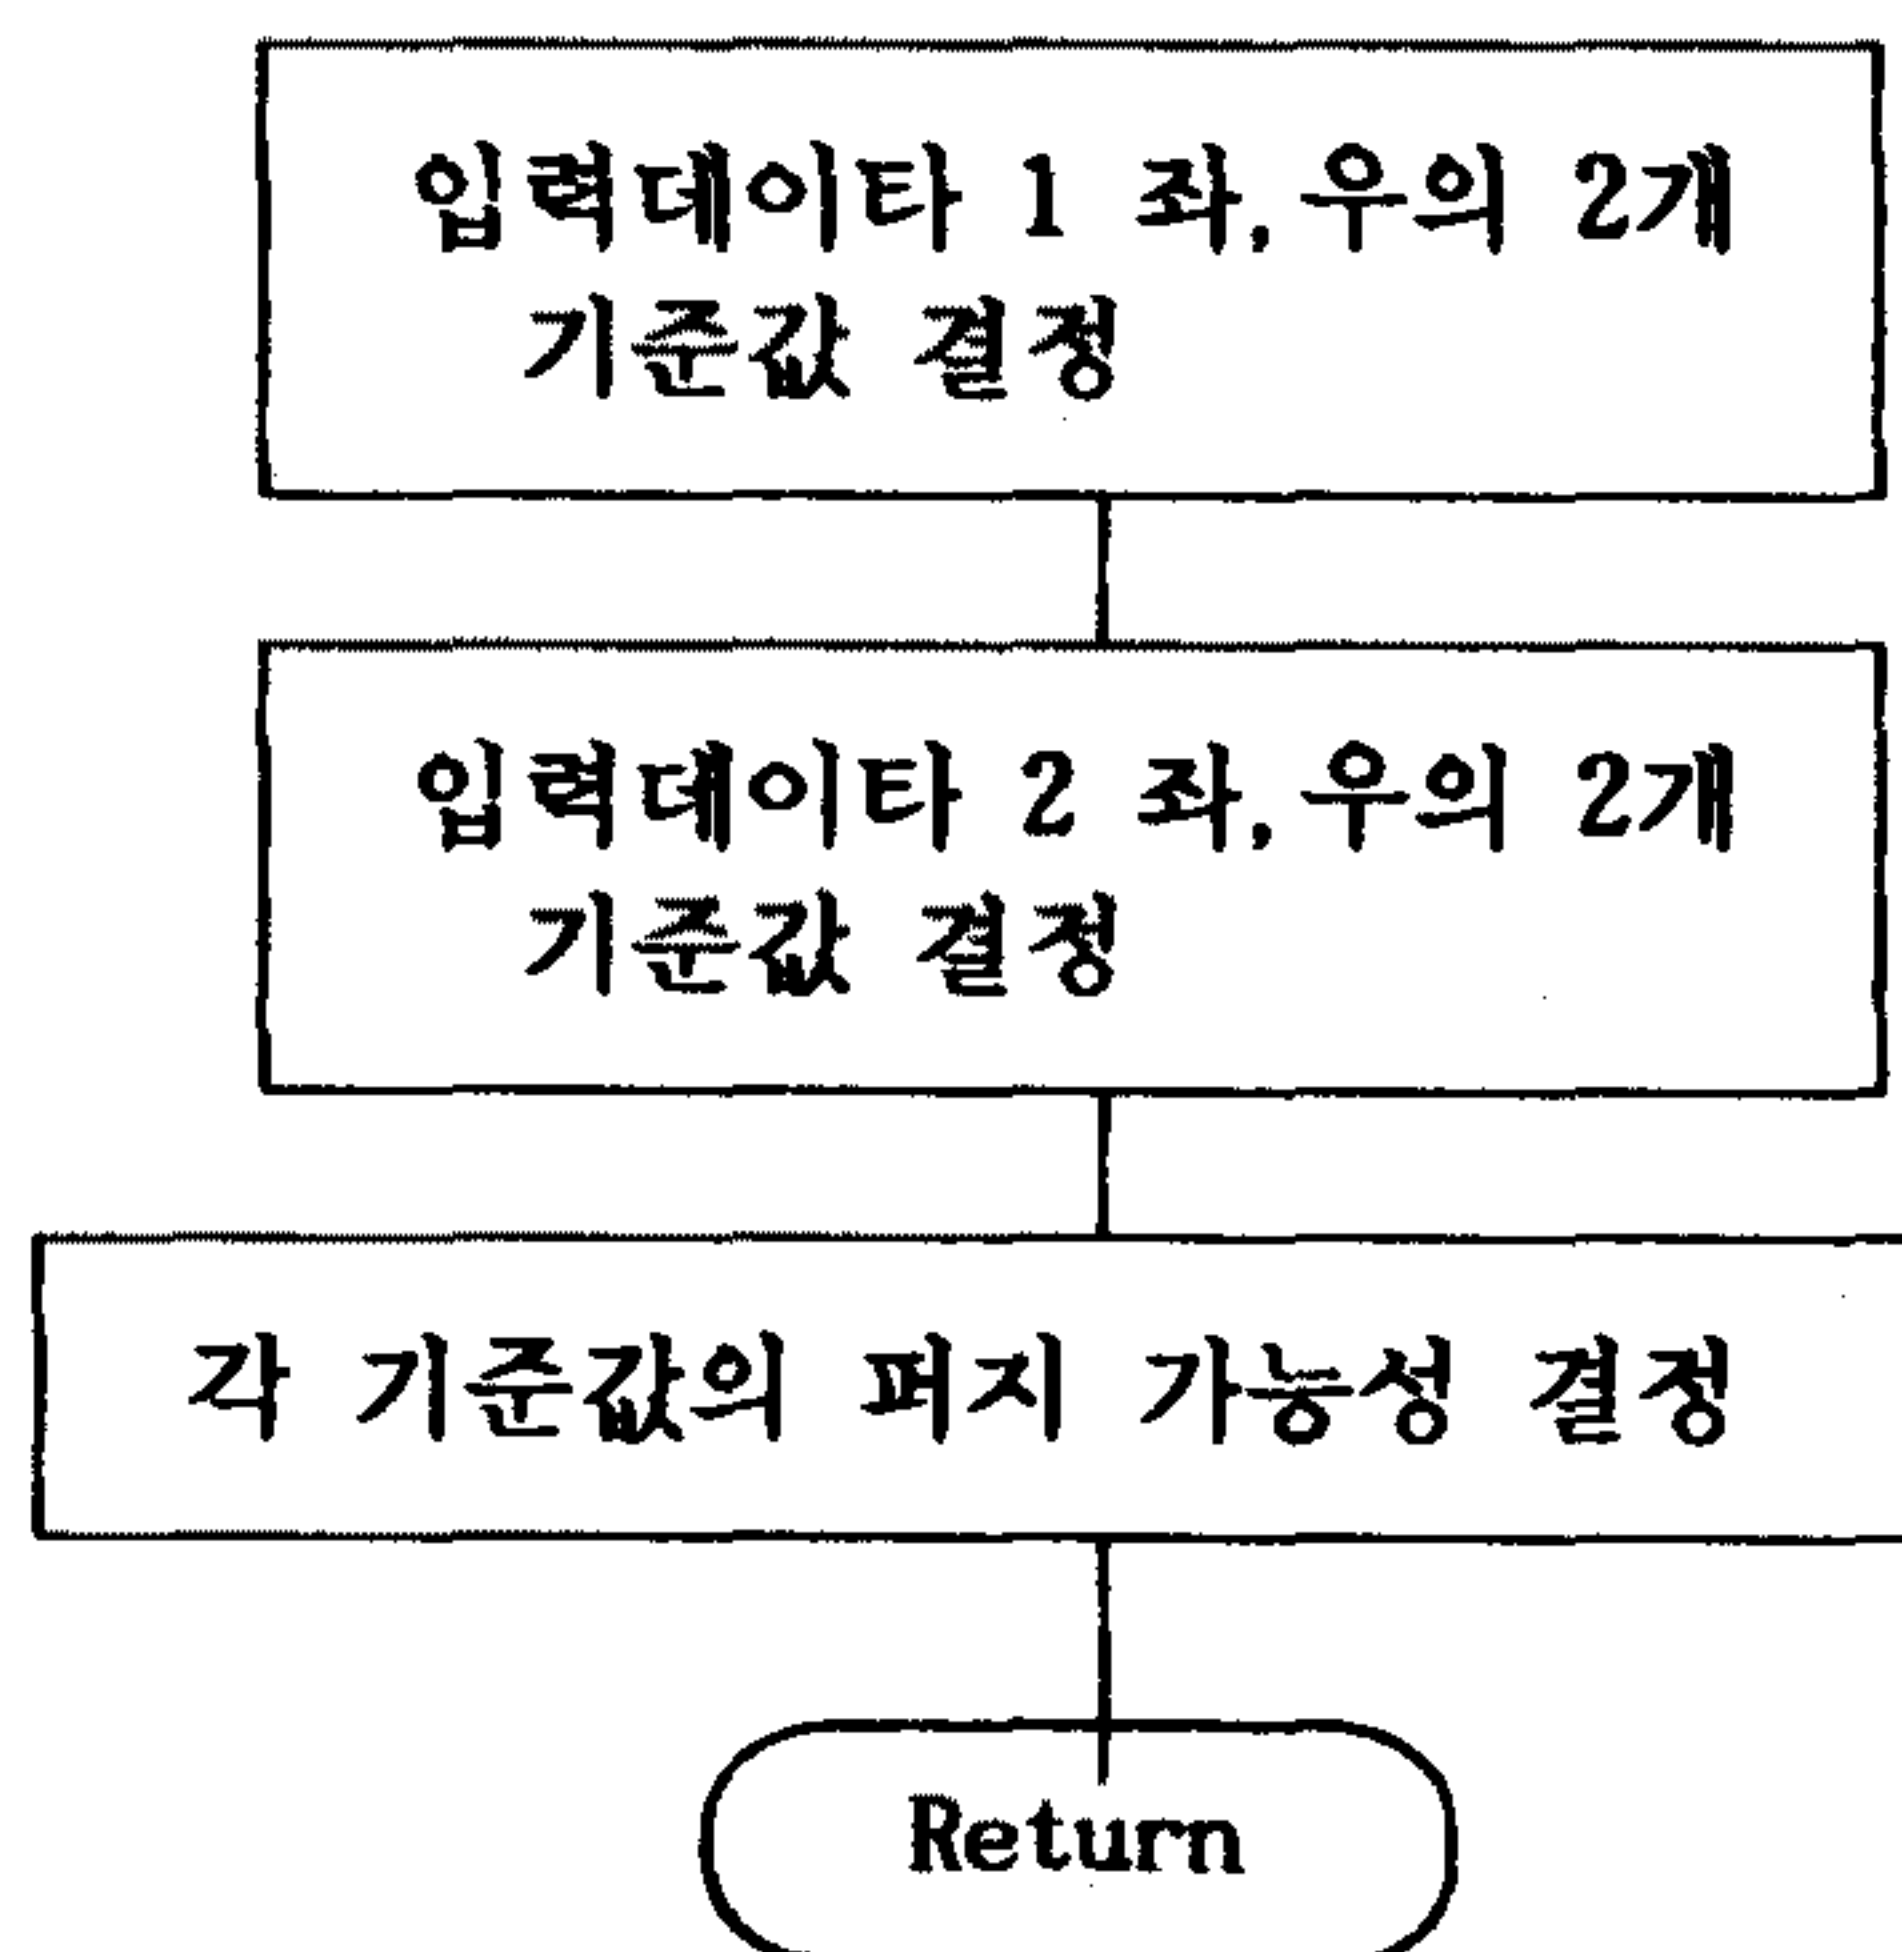 입력데이타 1 좌,우의 2개
기준값 결정
입력데이타 2 좌,우의 2개
기준값 결정
각 기준값의 퍼지 가능성 결정
Return